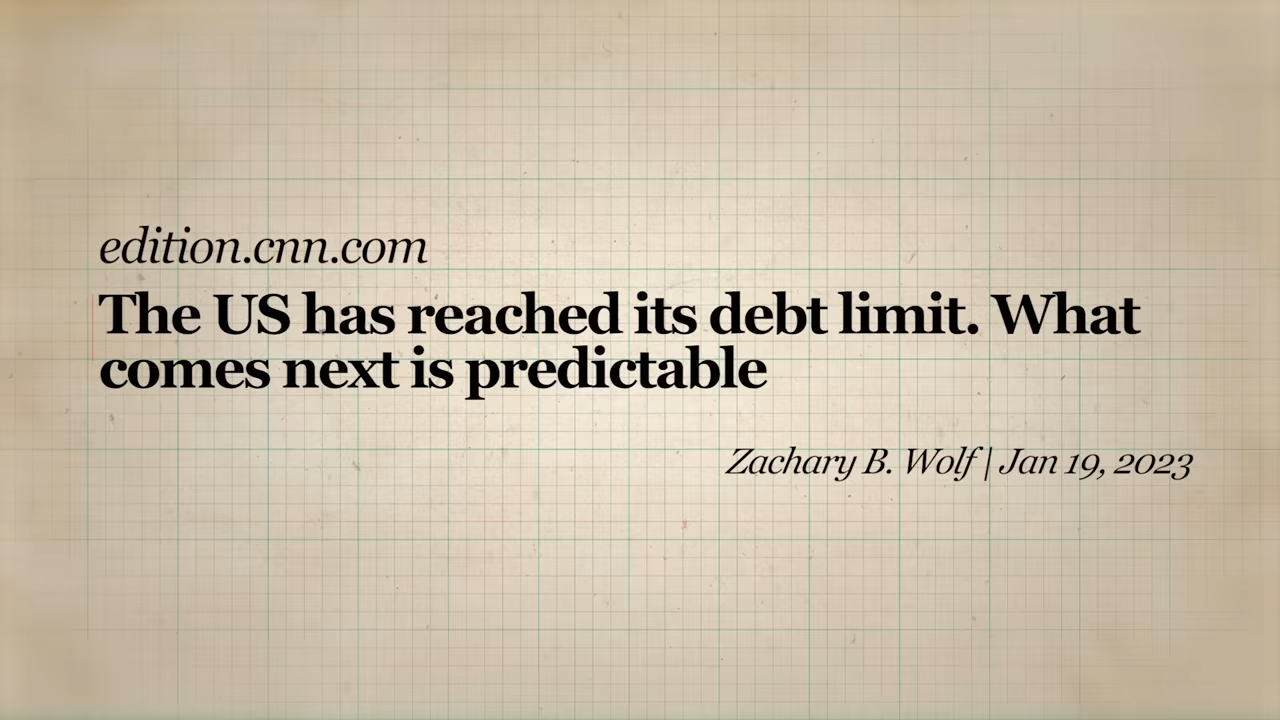 edition.cnn.com
The US has reached its debt limit. What
comes next is predictable
Zachary B. Wolf | Jan 19, 2023